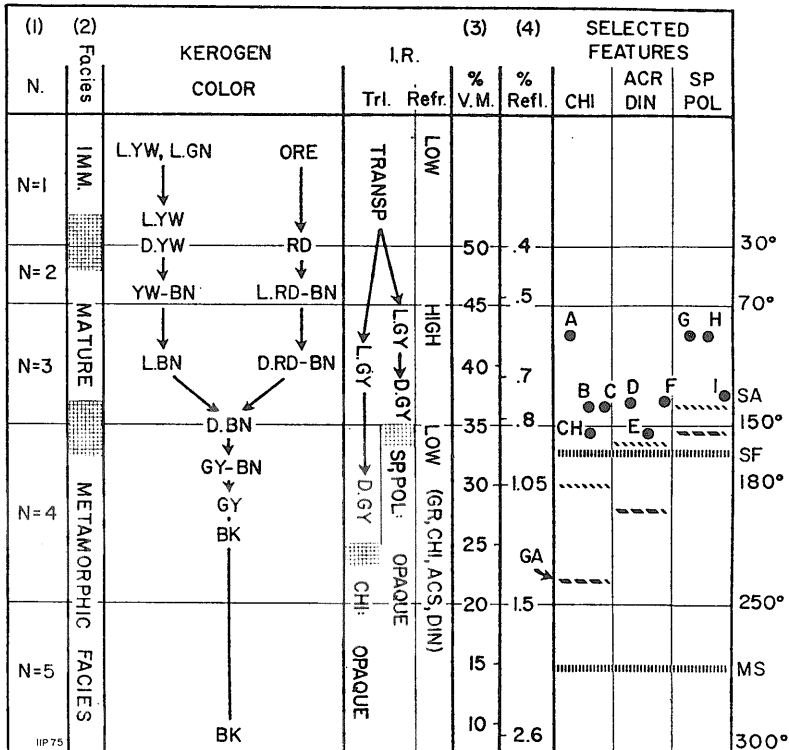 (1) (2) (3) (4) SELECTED
FEATURES
N. Facies KEROGEN
COLOR
I.R.
Trl. Refr.
%
V.M.
%
Refl.
CHI
ACR
DIN
SP
POL
N=1
N=2
N=3
N=4
N=5
IMM.
MATURE
METAMORPHIC FACIES
L.YW, L.GN ORE
L.YW
D.YW RD
YW-BN L.RD-BN
L.BN D.RD-BN
D.BN
GY-BN
GY
BK
BK
TRANSP
L.GY
D.GY
CHI: OPAQUE
L.GY
D.GY
SP, POL: OPAQUE
LOW
HIGH
LOW (GR, CHI, ACS, DIN)
50 .4
45 .5
40
.7
35 .8
30 1.05
25
20 1.5
15
10 2.6
A G H
B C D F I
CH E
GA
30°
70°
SA
150°
SF
180°
250°
MS
300°
IIP75